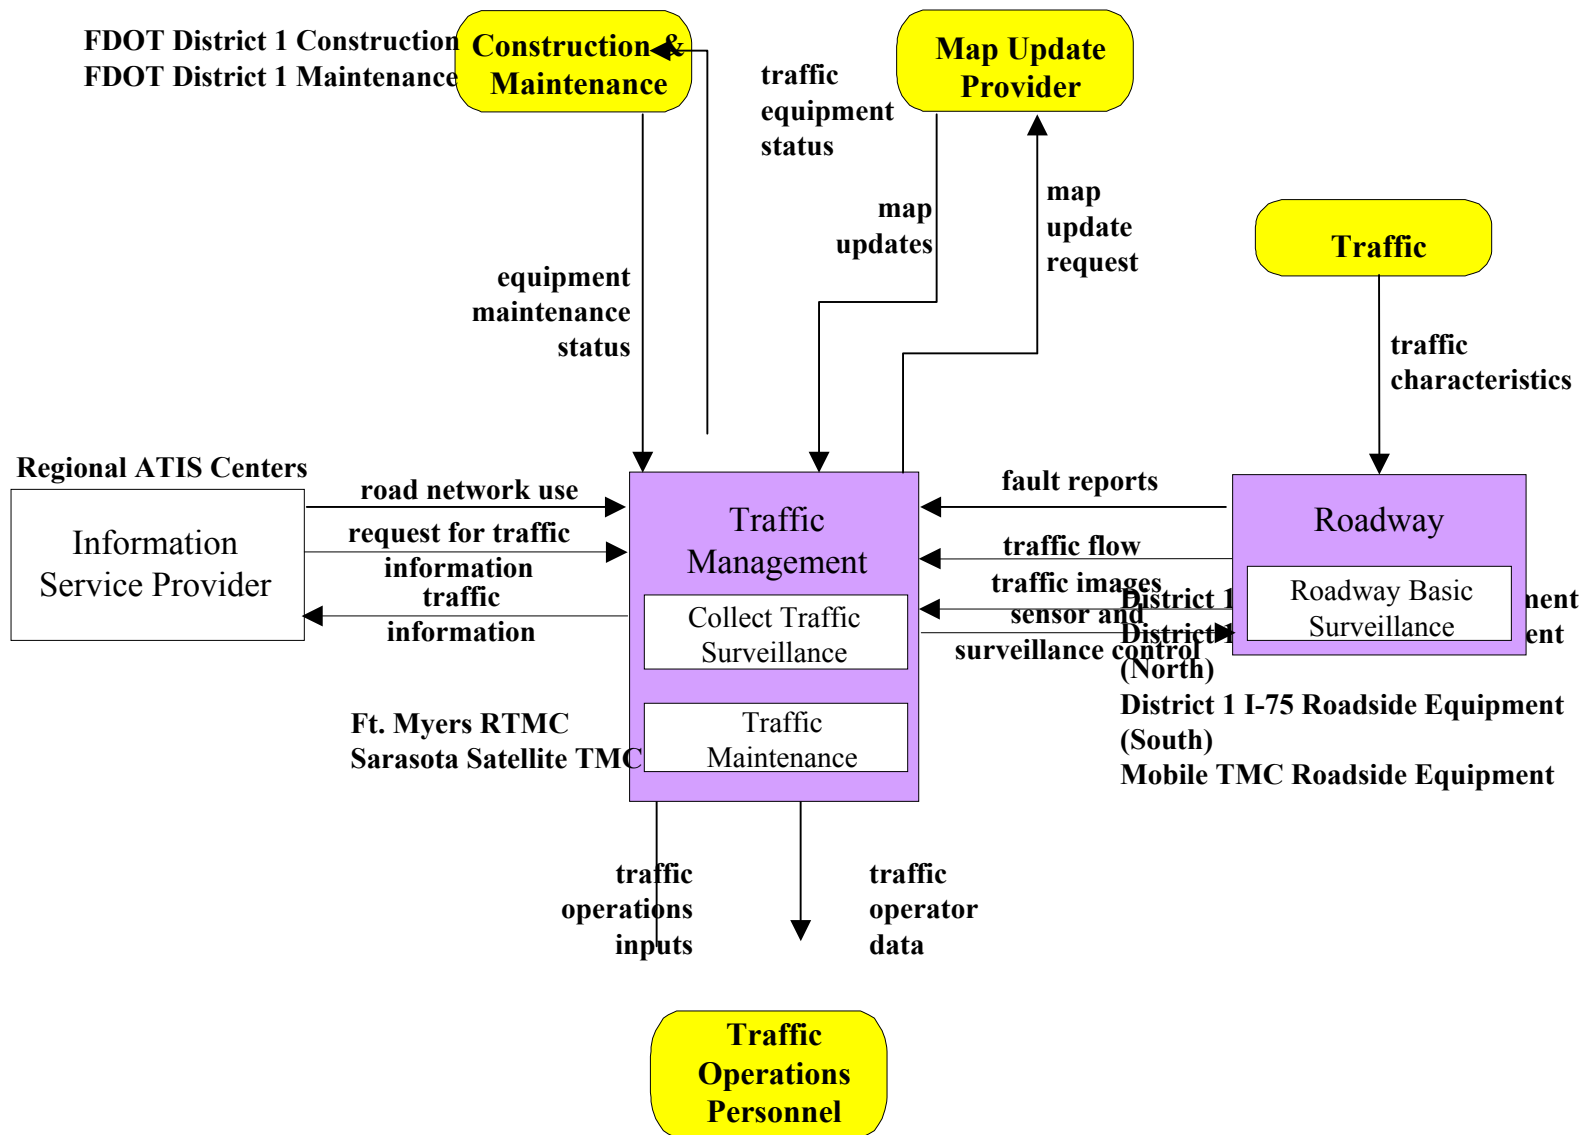 FDOT District 1 Construction
FDOT District 1 Maintenance
Construction &
Maintenance
Map Update
Provider
traffic
equipment
status
map
updates
map
update
request
Traffic
equipment
maintenance
status
traffic
characteristics
Regional ATIS Centers
Information
Service Provider
road network use
request for traffic
information
traffic
information
Traffic
Management
Collect Traffic
Surveillance
Traffic
Maintenance
Ft. Myers RTMC
Sarasota Satellite TMC
fault reports
traffic flow
traffic images
sensor and
surveillance control
Roadway
Roadway Basic
Surveillance
District 1
District 1
(North)
District 1 I-75 Roadside Equipment
(South)
Mobile TMC Roadside Equipment
traffic
operations
inputs
traffic
operator
data
Traffic
Operations
Personnel